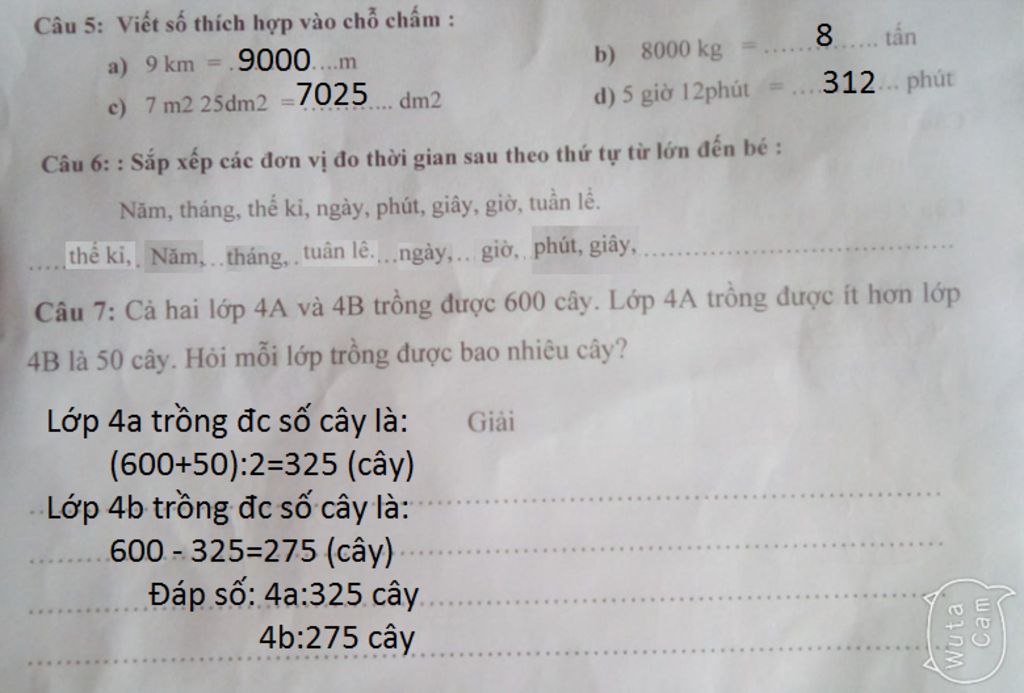 Câu 5: Viết số thích hợp vào chỗ chấm :
a) 9 km = .9000....m b) 8000 kg = .......8....... tấn
c) 7 m2 25dm2 =7025.... dm2 d) 5 giờ 12phút = ....312... phút
Câu 6: : Sắp xếp các đơn vị đo thời gian sau theo thứ tự từ lớn đến bé :
Năm, tháng, thế kỉ, ngày, phút, giây, giờ, tuần lễ.
.....thế kỉ,. Năm,..tháng,..tuân lê....ngày,... giờ,..phút, giây,..............................
Câu 7: Cả hai lớp 4A và 4B trồng được 600 cây. Lớp 4A trồng được ít hơn lớp
4B là 50 cây. Hỏi mỗi lớp trồng được bao nhiêu cây?
Giải
Lớp 4a trồng đc số cây là:
(600+50):2=325 (cây)
Lớp 4b trồng đc số cây là:
600 - 325=275 (cây)
Đáp số: 4a:325 cây
4b:275 cây
Wuta
Cam